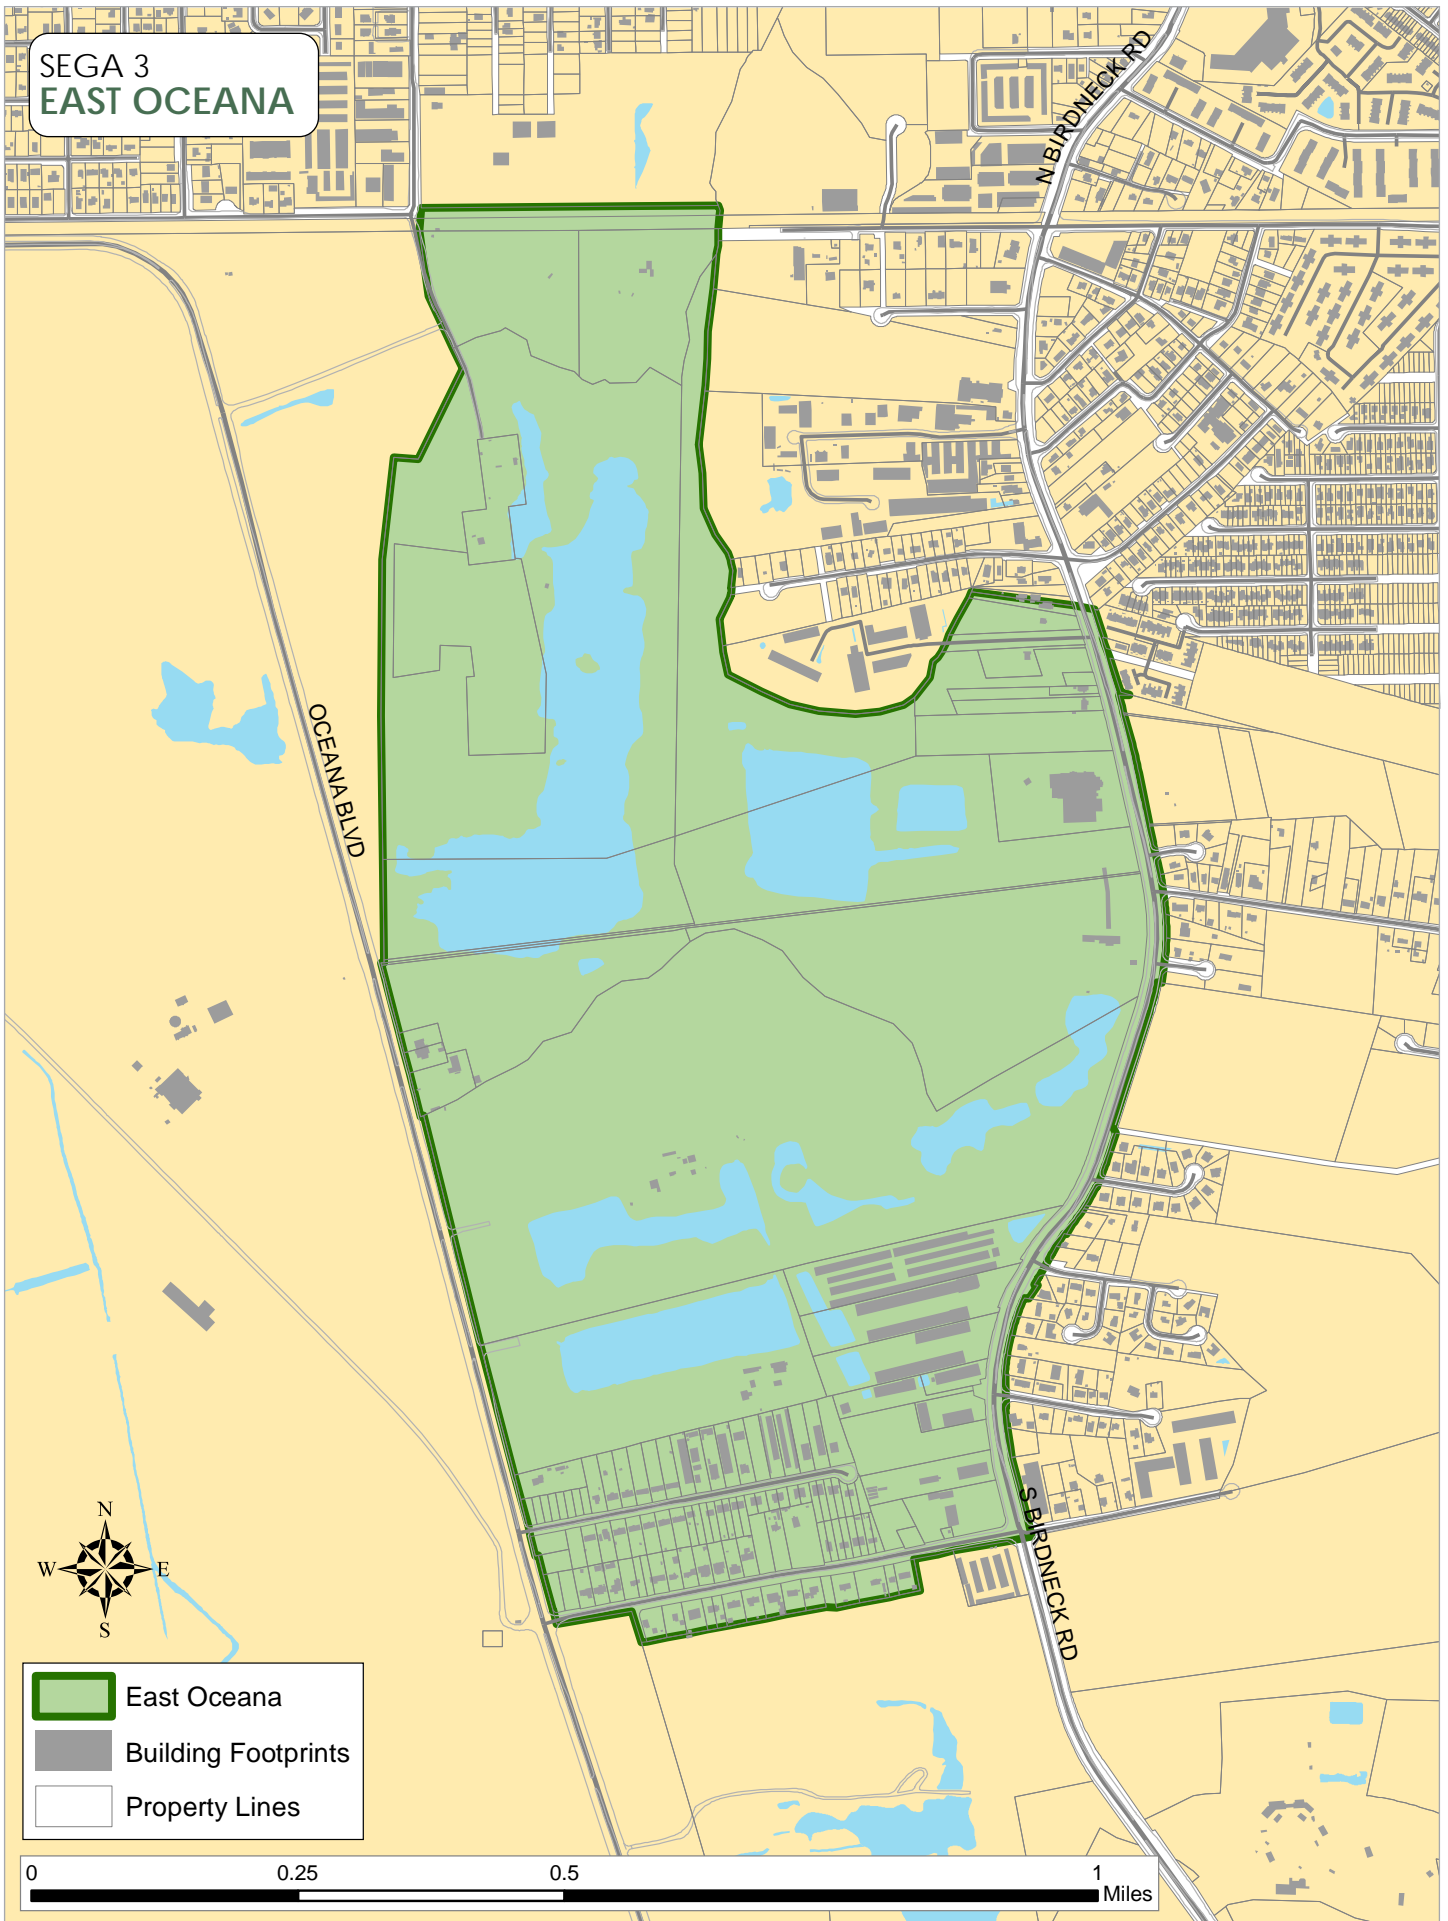 SEGA 3
EAST OCEANA
N BIRDNECK RD
OCEANA BLVD
S BIRDNECK RD
N
W
E
S
East Oceana
Building Footprints
Property Lines
0
0.25
0.5
1
Miles